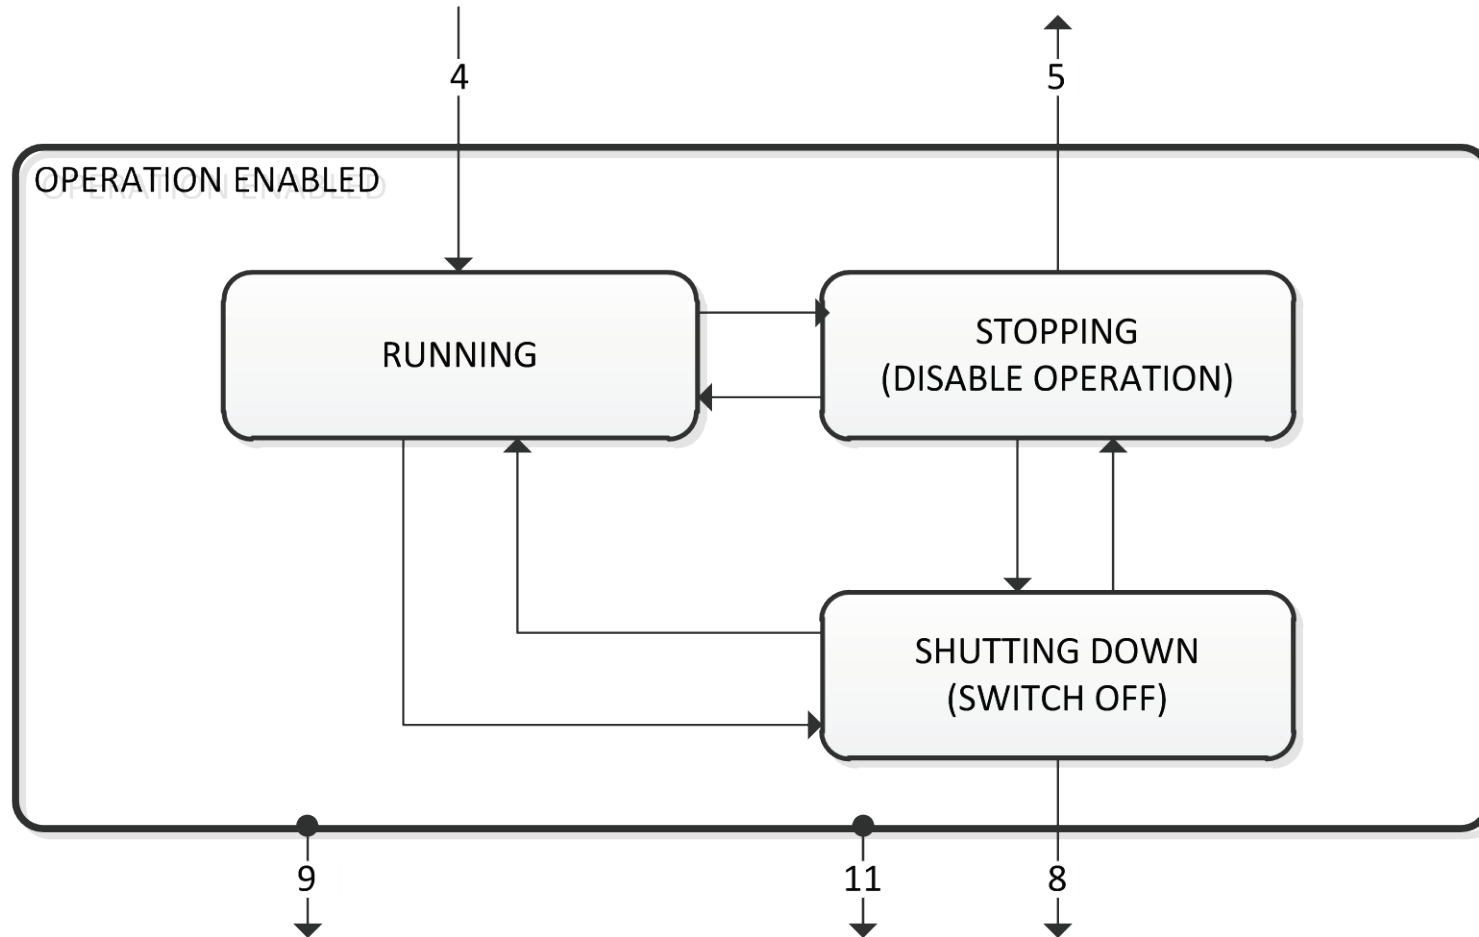 4
5
OPERATION ENABLED
RUNNING
STOPPING
(DISABLE OPERATION)
SHUTTING DOWN
(SWITCH OFF)
9
11
8